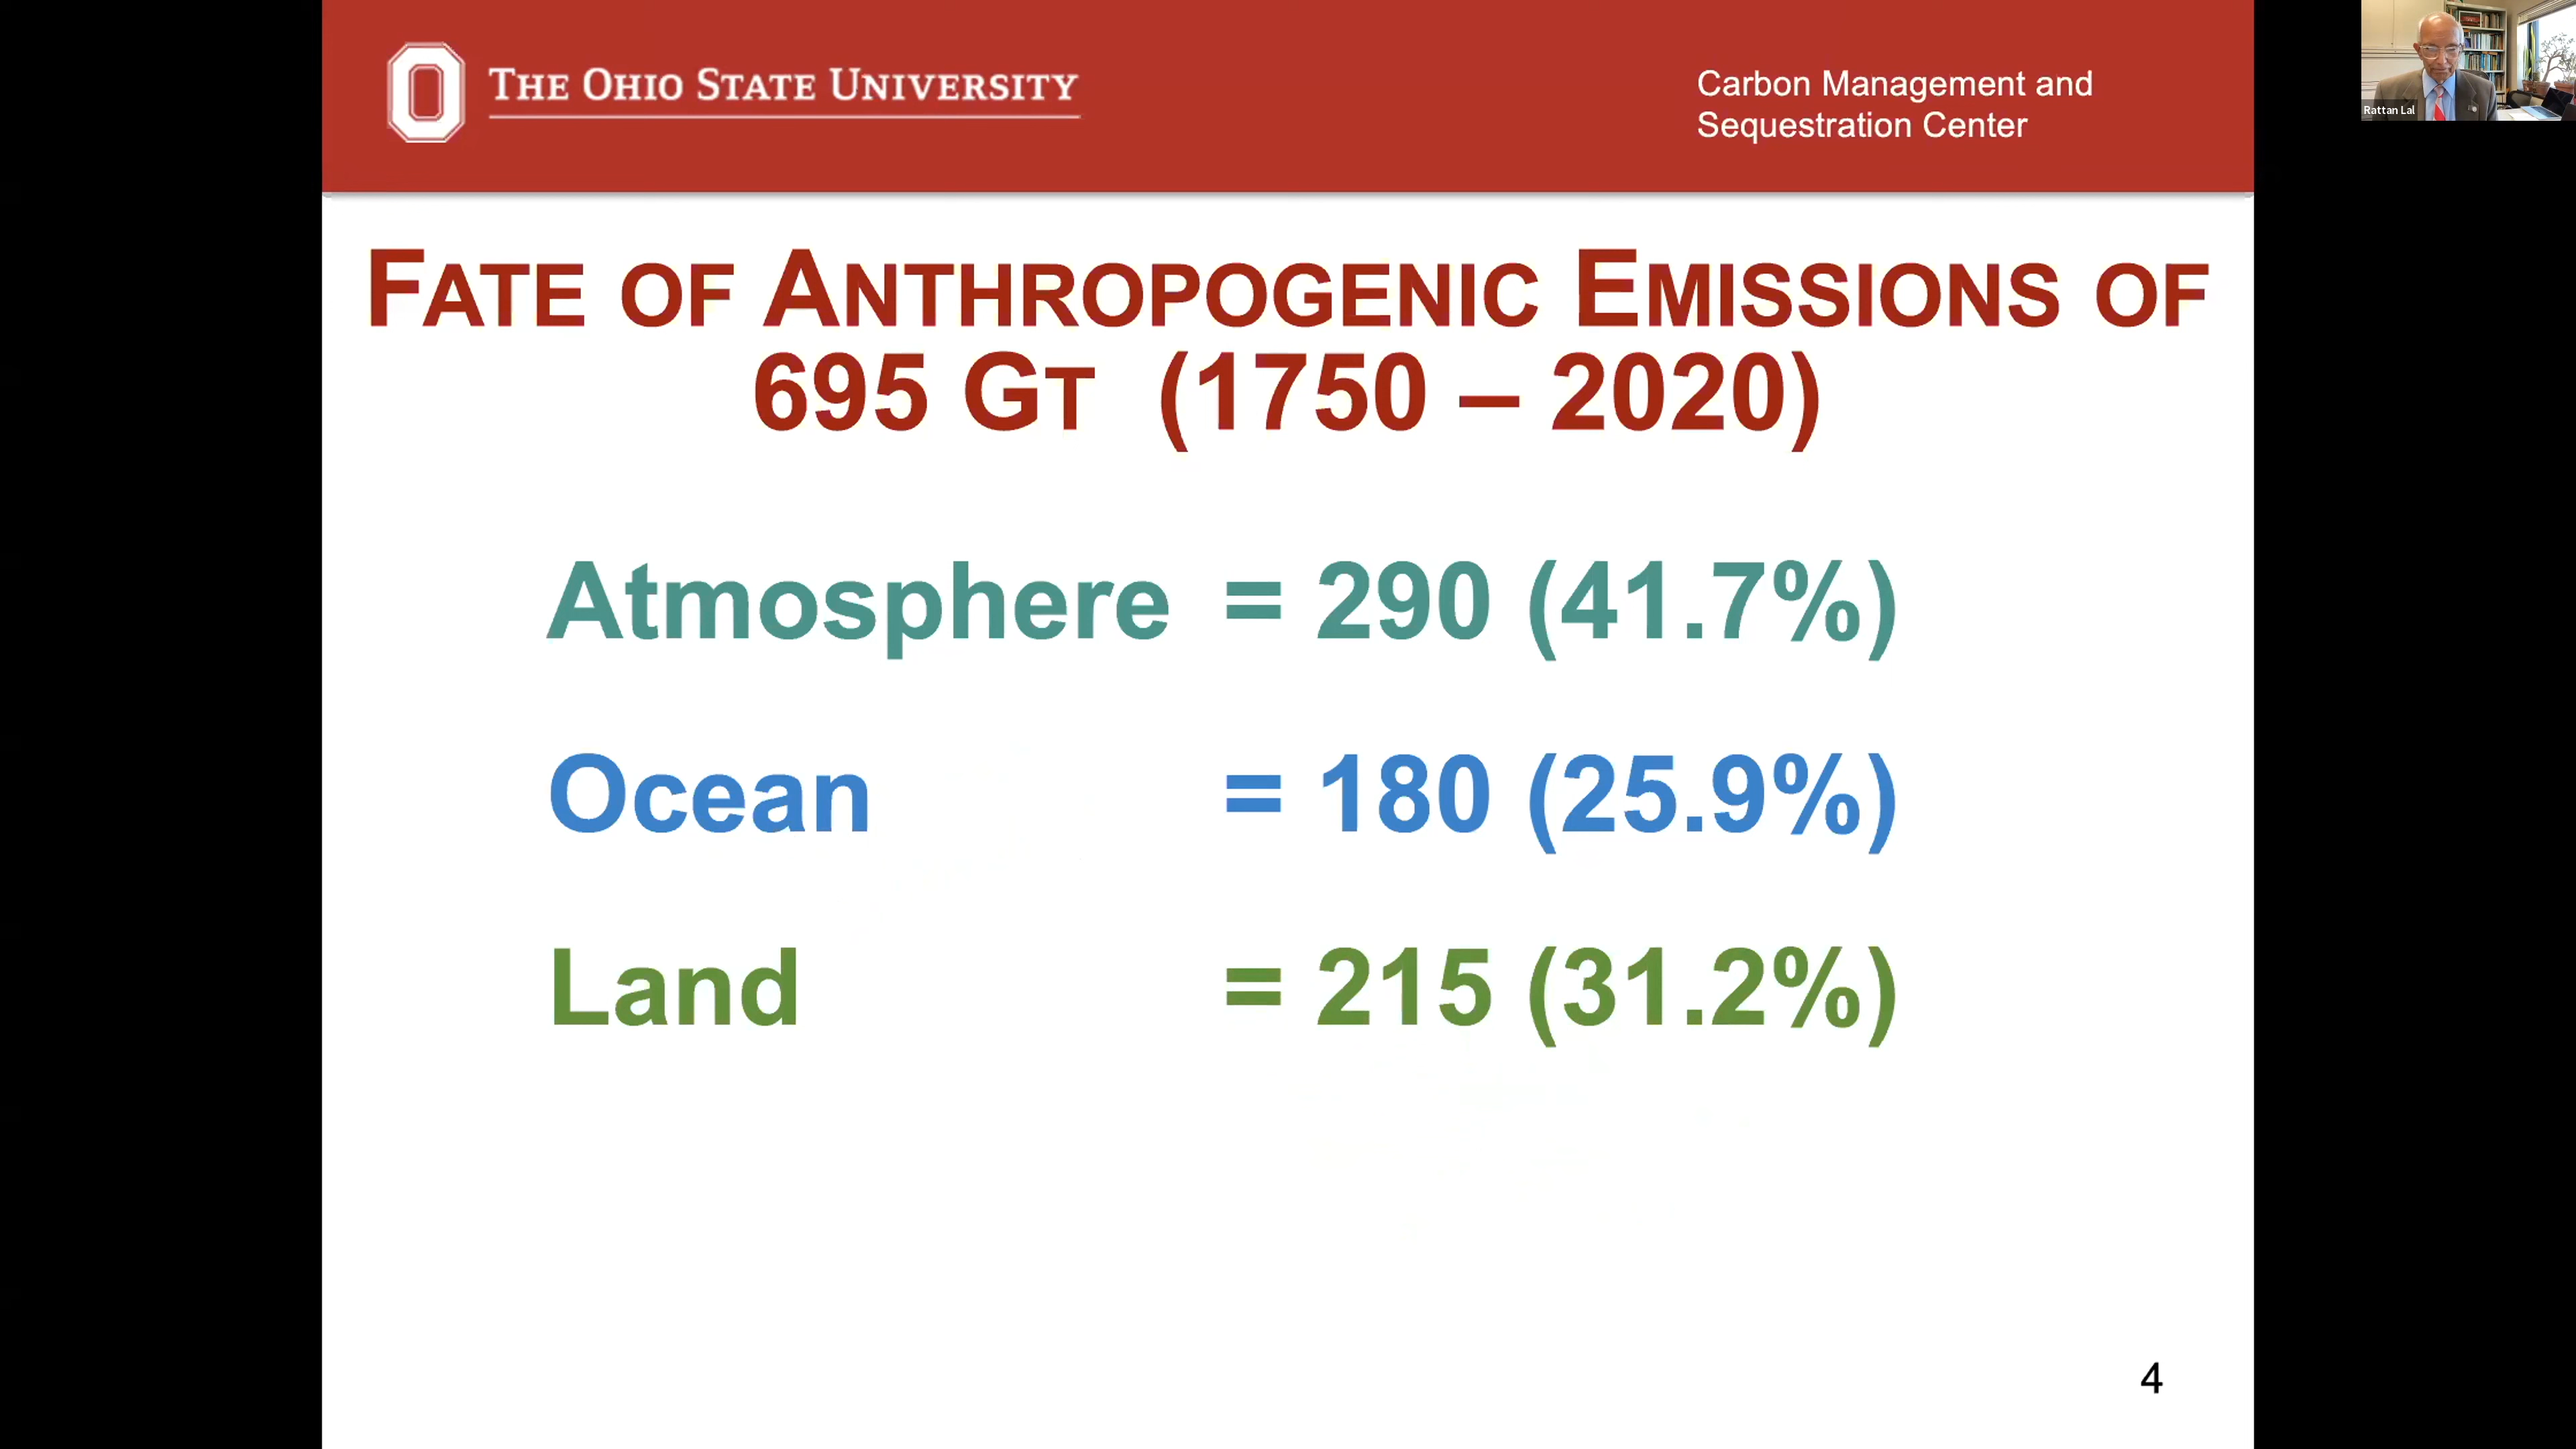 THE OHIO STATE UNIVERSITY
Carbon Management and
Sequestration Center
Rattan Lal
FATE OF ANTHROPOGENIC EMISSIONS OF
695 GT (1750 – 2020)
Atmosphere = 290 (41.7%)
Ocean = 180 (25.9%)
Land = 215 (31.2%)
4